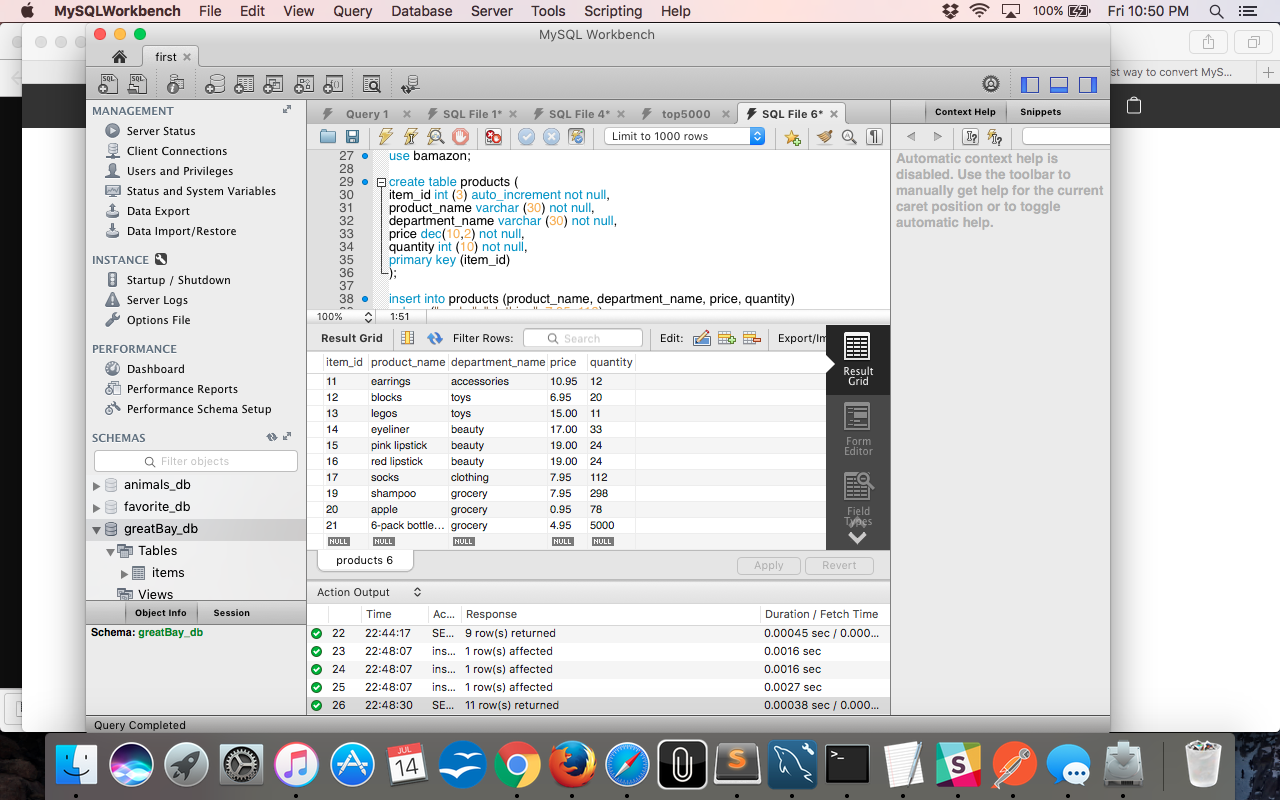 MySQLWorkbench File Edit View Query Database Server Tools Scripting Help 100% Fri 10:50 PM
MySQL Workbench
first
st way to convert MyS...
MANAGEMENT
Server Status
Client Connections
Users and Privileges
Status and System Variables
Data Export
Data Import/Restore
INSTANCE
Startup / Shutdown
Server Logs
Options File
PERFORMANCE
Dashboard
Performance Reports
Performance Schema Setup
SCHEMAS
Filter objects
animals_db
favorite_db
greatBay_db
Tables
items
Views
Object Info Session
Schema: greatBay_db
Query 1 SQL File 1* SQL File 4* top5000 SQL File 6*
Limit to 1000 rows
27 use bamazon;
28
29 create table products (
30 item_id int (3) auto_increment not null,
31 product_name varchar (30) not null,
32 department_name varchar (30) not null,
33 price dec(10,2) not null,
34 quantity int (10) not null,
35 primary key (item_id)
36 );
37
38 insert into products (product_name, department_name, price, quantity)
100% 1:51
Result Grid Filter Rows: Search Edit: Export/Im
item_id product_name department_name price quantity
11 earrings accessories 10.95 12
12 blocks toys 6.95 20
13 legos toys 15.00 11
14 eyeliner beauty 17.00 33
15 pink lipstick beauty 19.00 24
16 red lipstick beauty 19.00 24
17 socks clothing 7.95 112
19 shampoo grocery 7.95 298
20 apple grocery 0.95 78
21 6-pack bottle... grocery 4.95 5000
NULL NULL NULL NULL NULL
Result
Grid
Form
Editor
Field
Types
products 6 Apply Revert
Action Output
Time Ac... Response Duration / Fetch Time
22 22:44:17 SE... 9 row(s) returned 0.00045 sec / 0.000...
23 22:48:07 ins... 1 row(s) affected 0.0016 sec
24 22:48:07 ins... 1 row(s) affected 0.0016 sec
25 22:48:07 ins... 1 row(s) affected 0.0027 sec
26 22:48:30 SE... 11 row(s) returned 0.00038 sec / 0.000...
Context Help Snippets
Automatic context help is
disabled. Use the toolbar to
manually get help for the current
caret position or to toggle
automatic help.
Query Completed
JUL
14